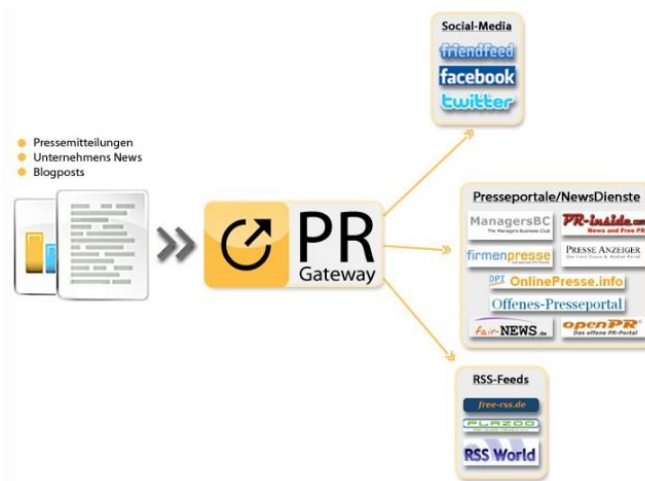 Social-Media
friendfeed
facebook
twitter
Pressemitteilungen
Unternehmens News
Blogposts
PR
Gateway
Presseportale/NewsDienste
ManagersBC
The Managers Business Club
PR-inside.com
News and Free PR
firmenpresse
PRESSE ANZEIGER
OnlinePresse.info
Offenes-Presseportal
fair-NEWS.de
openPR
Das offene PR-Portal
RSS-Feeds
free-rss.de
PLAZOO
RSS World